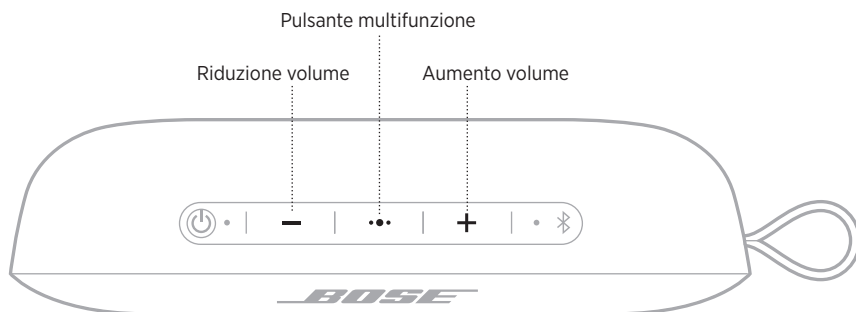 Pulsante multifunzione
Riduzione volume
Aumento volume
BOSE